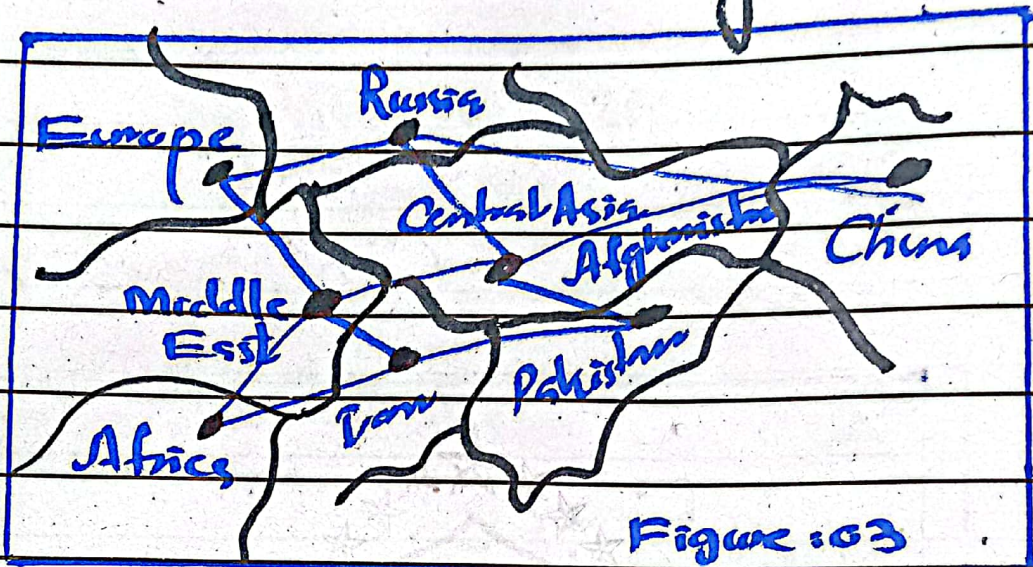 Russia
Europe
Central Asia
Afghanistan
China
Middle
East
Pakistan
Iran
Africa
Figure :03